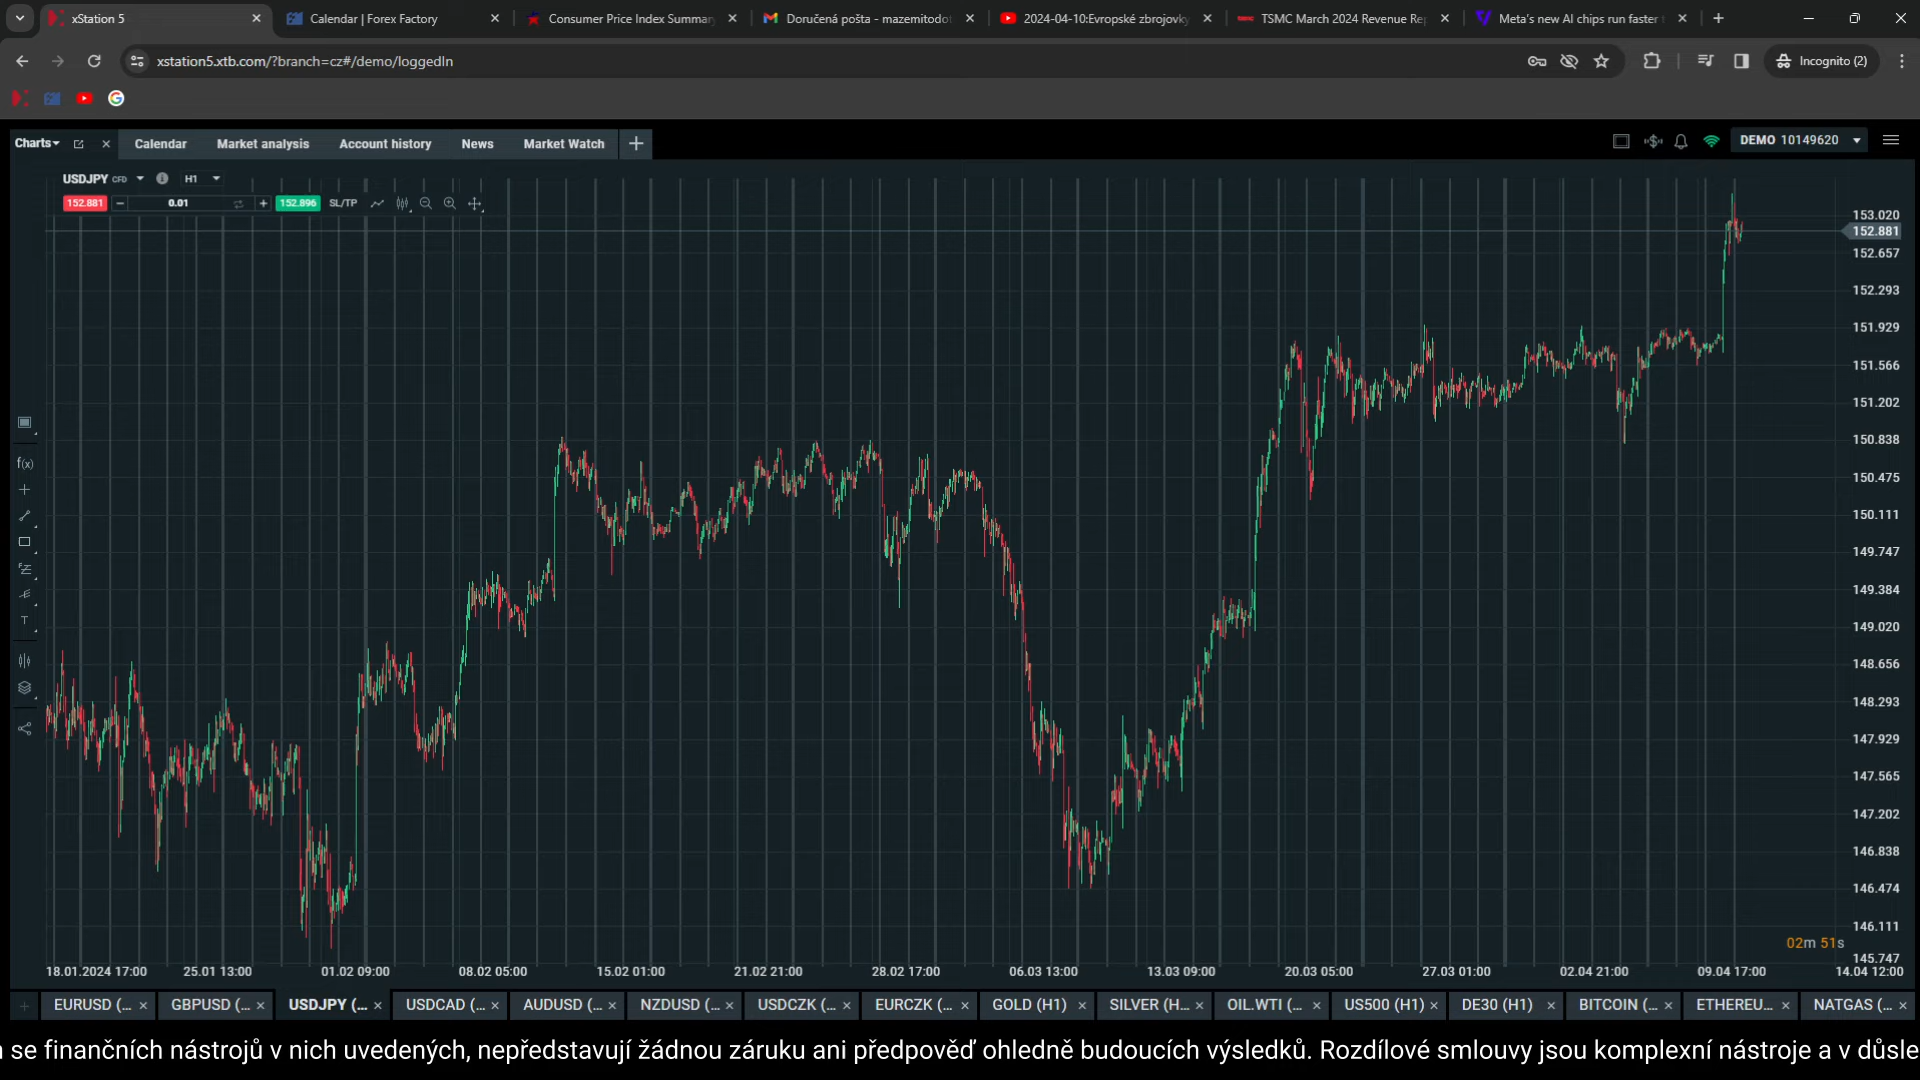 xStation 5
Calendar | Forex Factory
Consumer Price Index Summary
Doručená pošta - mazemitodo
2024-04-10:Evropské zbrojovky
TSMC March 2024 Revenue Re
Meta's new AI chips run faster
xstation5.xtb.com/?branch=cz#/demo/loggedIn
Incognito (2)
Charts
Calendar
Market analysis
Account history
News
Market Watch
DEMO 10149620
USDJPY CFD
H1
152.881
0.01
152.896
SL/TP
153.020
152.881
152.657
152.293
151.929
151.566
151.202
150.838
150.475
150.111
149.747
149.384
149.020
148.656
148.293
147.929
147.565
147.202
146.838
146.474
146.111
145.747
f(x)
T
02m 51s
18.01.2024 17:00
25.01 13:00
01.02 09:00
08.02 05:00
15.02 01:00
21.02 21:00
28.02 17:00
06.03 13:00
13.03 09:00
20.03 05:00
27.03 01:00
02.04 21:00
09.04 17:00
14.04 12:00
EURUSD (...
GBPUSD (...
USDJPY (...
USDCAD (...
AUDUSD (...
NZDUSD (...
USDCZK (...
EURCZK (...
GOLD (H1)
SILVER (H...
OIL.WTI (...
US500 (H1)
DE30 (H1)
BITCOIN (...
ETHEREU...
NATGAS (...
se finančních nástrojů v nich uvedených, nepředstavují žádnou záruku ani předpověď ohledně budoucích výsledků. Rozdílové smlouvy jsou komplexní nástroje a v důsle